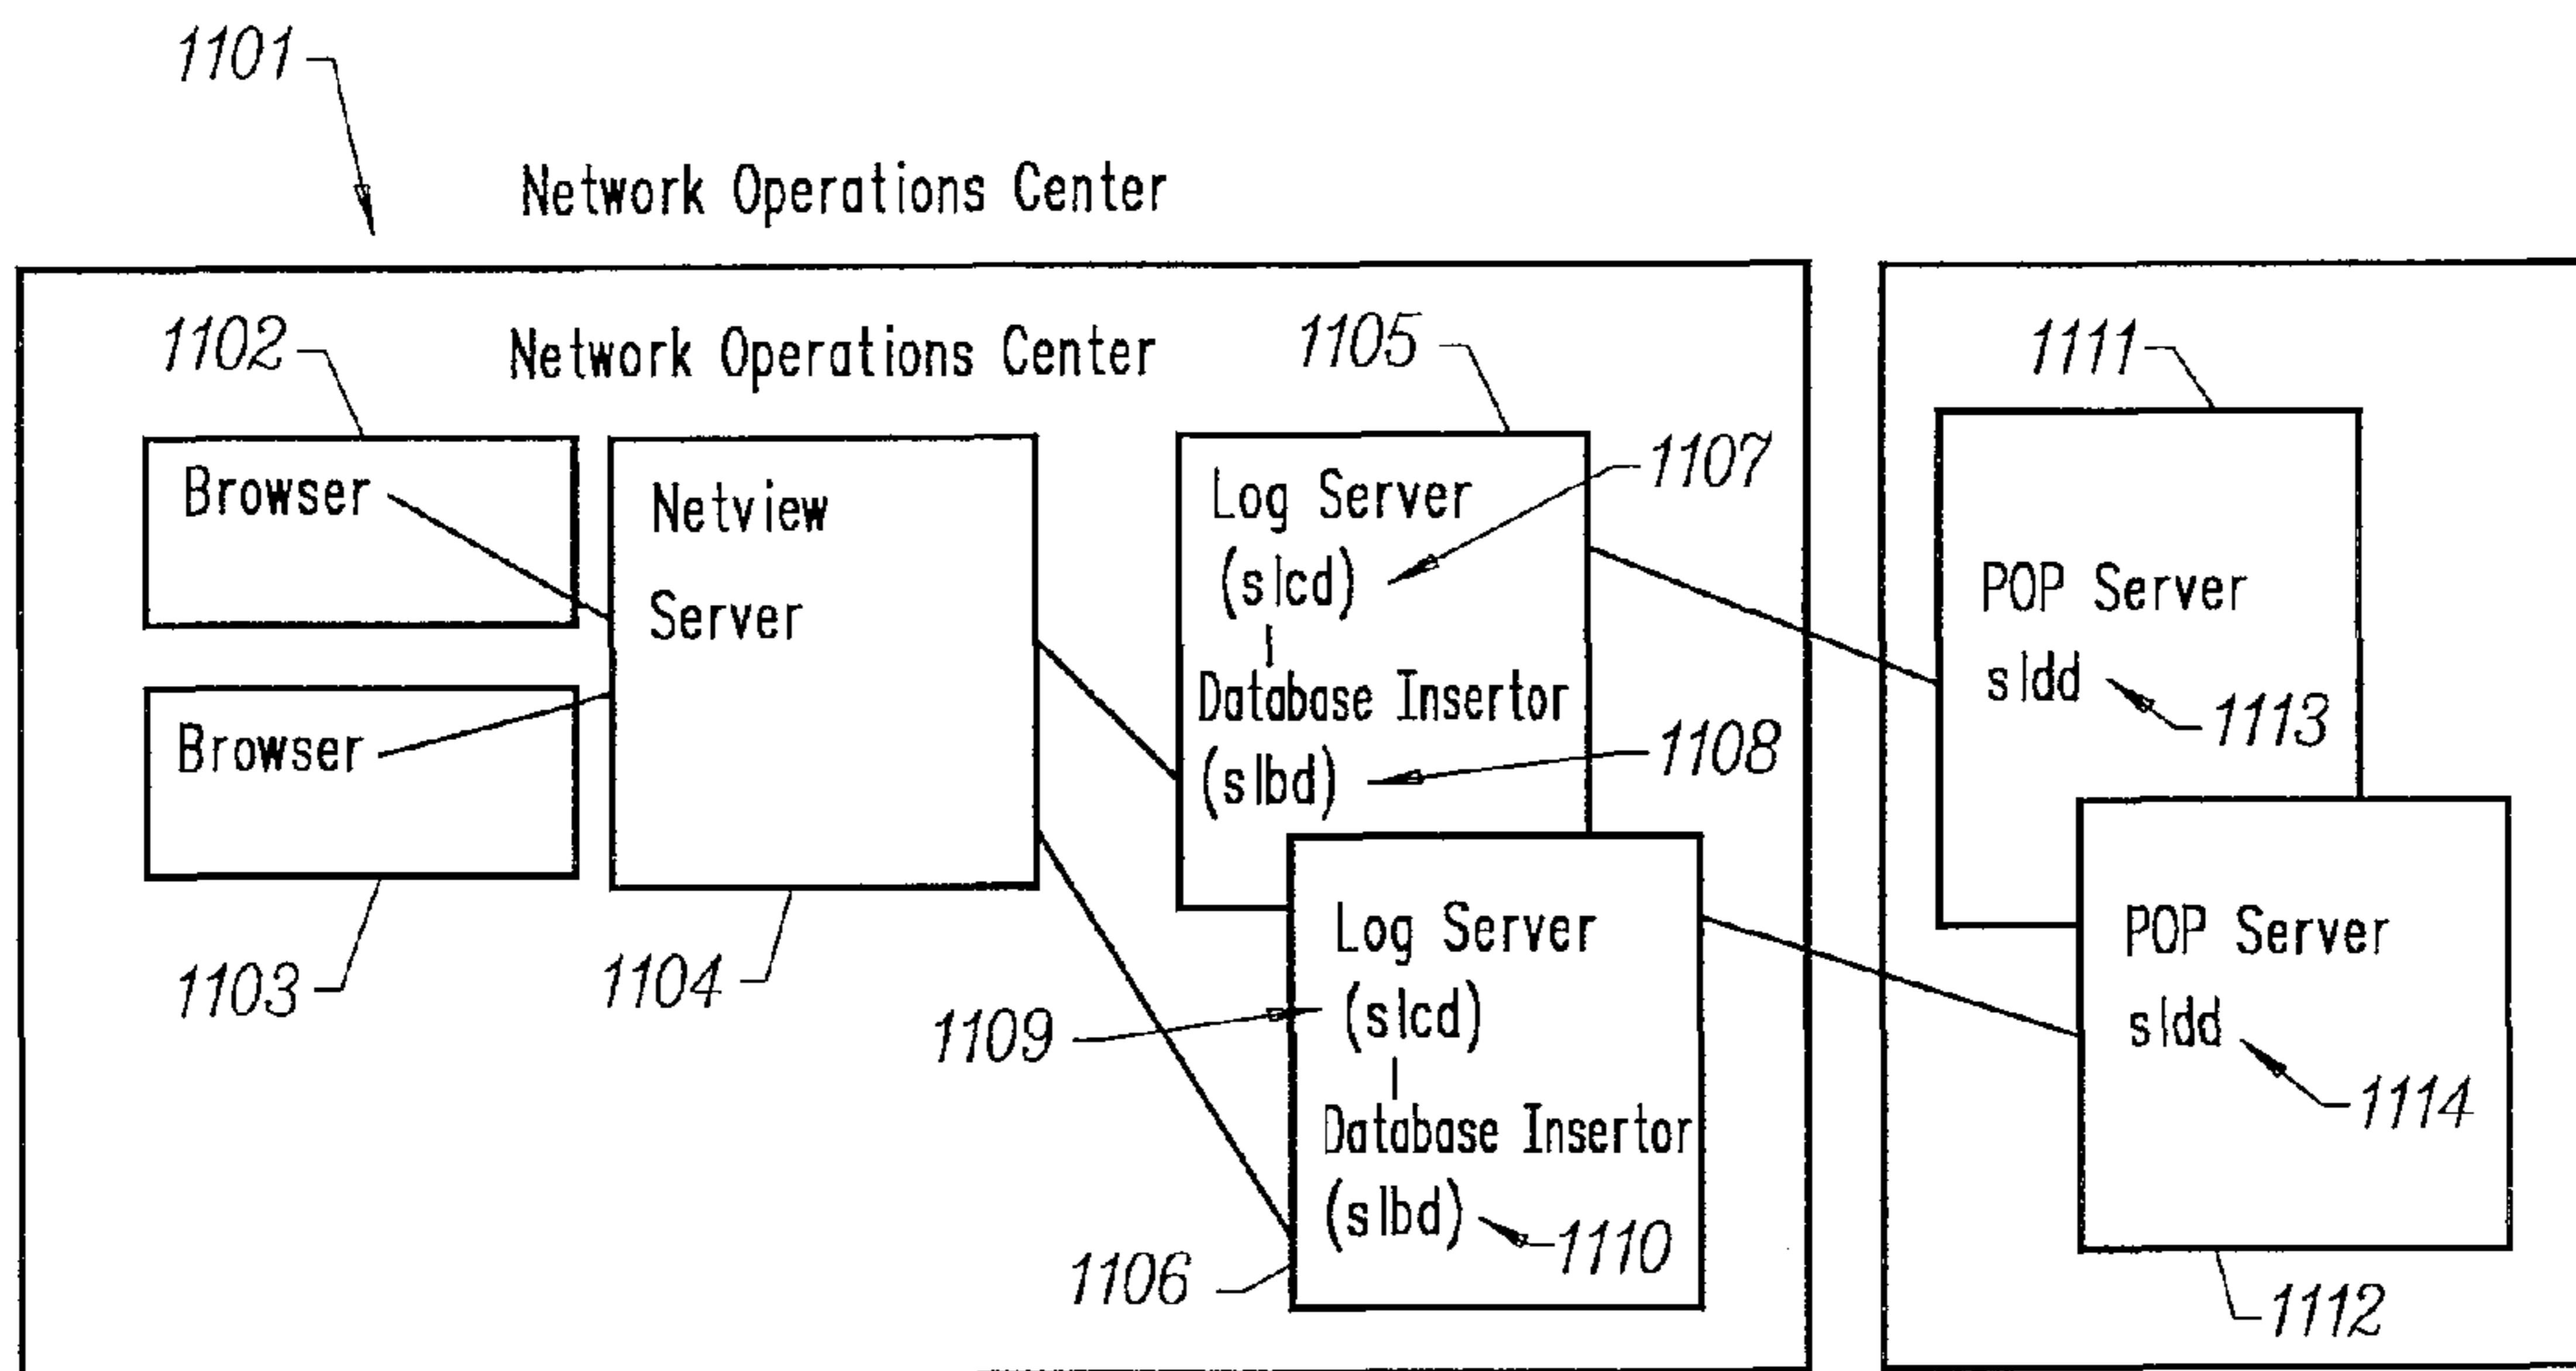 1101
Network Operations Center
Network Operations Center
1102
1105
1111
Browser
Netview
Server
Log Server
(slcd)
1107
Database Insertor
(slbd)
1108
POP Server
sldd
1113
Browser
1103
1104
Log Server
(slcd)
1109
Database Insertor
(slbd)
1110
1106
POP Server
sldd
1114
1112